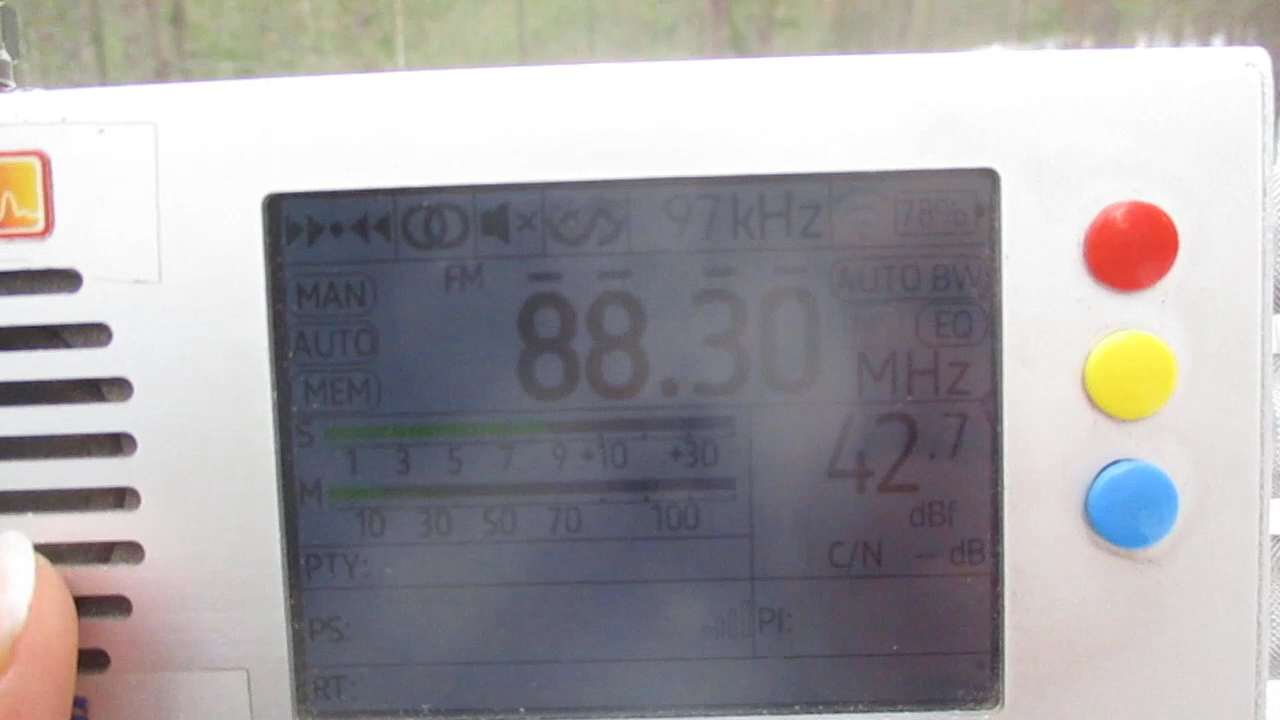 97kHz 78%
MAN FM AUTO BW
88.30 MHz
AUTO EQ
MEM
S
1 3 5 7 9 +10 +30
42.7
M
10 30 50 70 100
dBf
PTY: C/N -- dB
PS: PI:
RT: